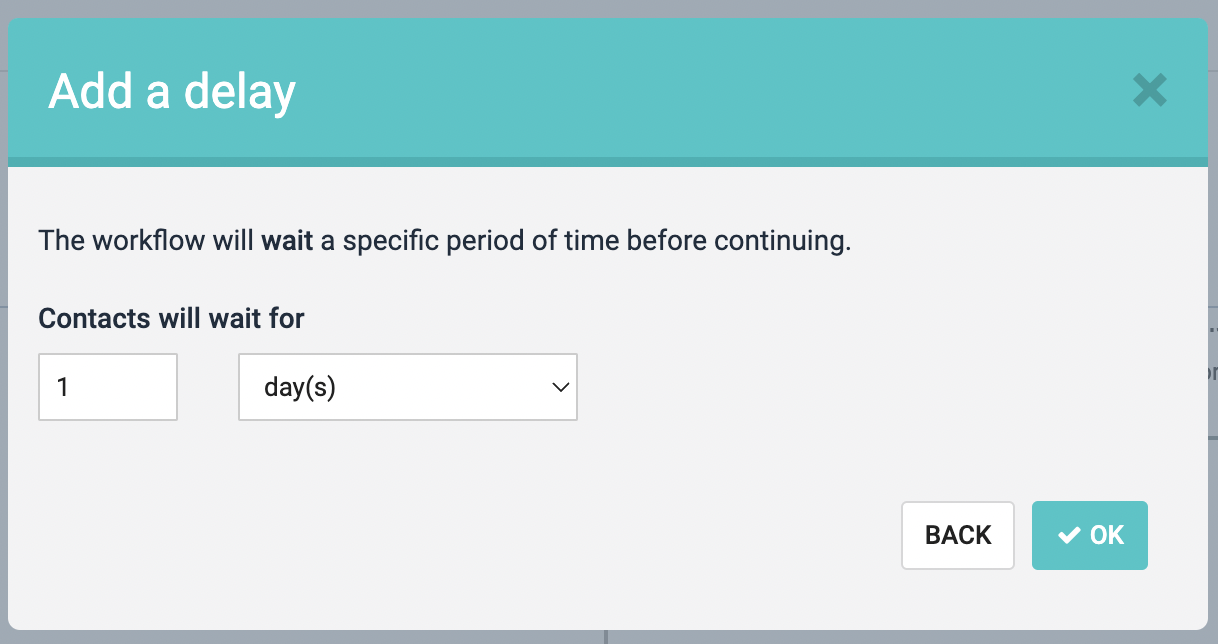 Add a delay
The workflow will wait a specific period of time before continuing.
Contacts will wait for
1
day(s)
BACK
OK